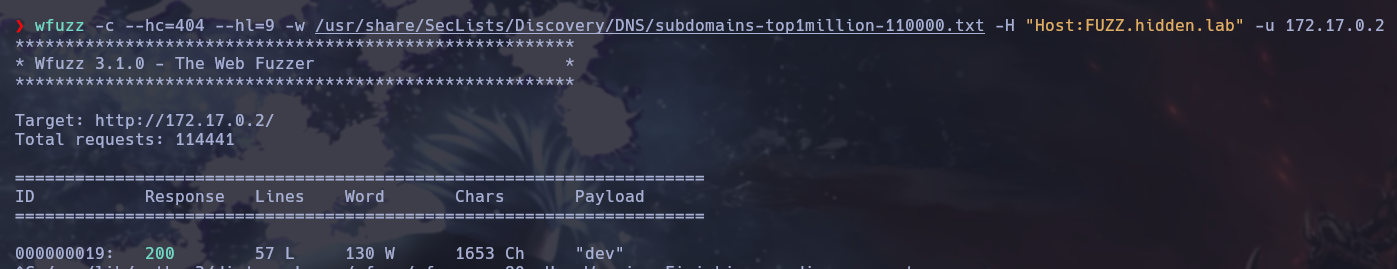 ❯ wfuzz -c --hc=404 --hl=9 -w /usr/share/SecLists/Discovery/DNS/subdomains-top1million-110000.txt -H "Host:FUZZ.hidden.lab" -u 172.17.0.2
********************************************************
* Wfuzz 3.1.0 - The Web Fuzzer                         *
********************************************************
Target: http://172.17.0.2/
Total requests: 114441
=====================================================================
ID           Response   Lines    Word       Chars       Payload
=====================================================================
000000019:   200        57 L     130 W      1653 Ch     "dev"